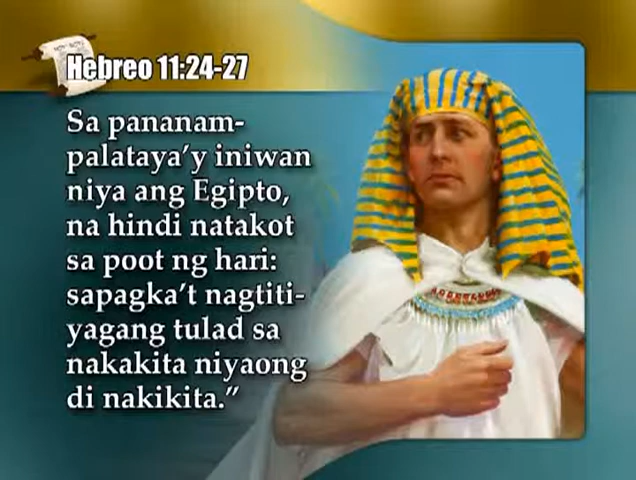 Hebreo 11:24-27
Sa pananam-
palataya’y iniwan
niya ang Egipto,
na hindi natakot
sa poot ng hari:
sapagka’t nagtiti-
yagang tulad sa
nakakita niyaong
di nakikita.”